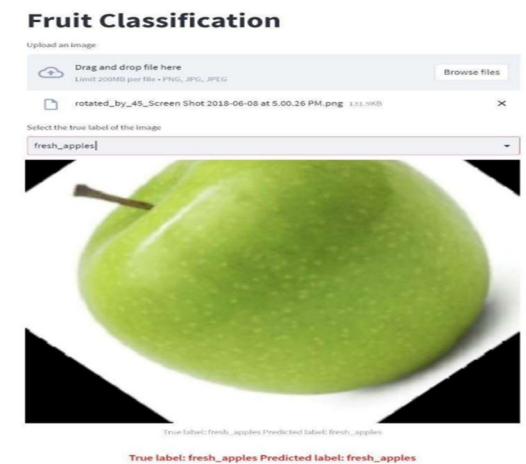 Fruit Classification
Upload an image
Drag and drop file here
Limit 200MB per file • PNG, JPG, JPEG
Browse files
rotated_by_45_Screen Shot 2018-06-08 at 5.00.26 PM.png 131.9KB
Select the true label of the image
fresh_apples
True label: fresh_apples Predicted label: fresh_apples
True label: fresh_apples Predicted label: fresh_apples